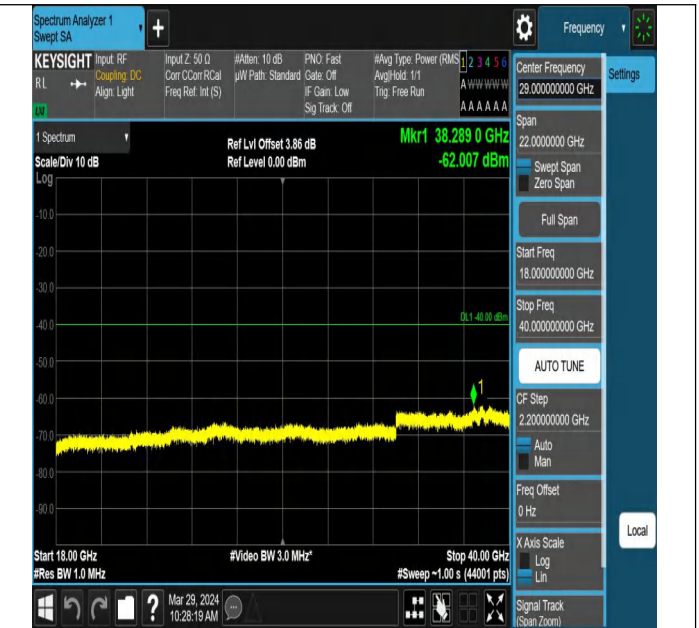 Spectrum Analyzer 1
Swept SA
+
Frequency
KEYSIGHT
RL
Input: RF
Coupling: DC
Align: Light
Input Z: 50 Ω
Corr CCorr RCal
Freq Ref: Int (S)
#Atten: 10 dB
µW Path: Standard
PNO: Fast
Gate: Off
IF Gain: Low
Sig Track: Off
#Avg Type: Power (RMS
Avg|Hold: 1/1
Trig: Free Run
1 2 3 4 5 6
A W W W W W
A A A A A A
Center Frequency
29.000000000 GHz
Settings
Span
22.0000000 GHz
Swept Span
Zero Span
Full Span
Start Freq
18.000000000 GHz
Stop Freq
40.000000000 GHz
AUTO TUNE
CF Step
2.200000000 GHz
Auto
Man
Freq Offset
0 Hz
X Axis Scale
Log
Lin
Signal Track
(Span Zoom)
Local
1 Spectrum
Scale/Div 10 dB
Log
Ref Lvl Offset 3.86 dB
Ref Level 0.00 dBm
Mkr1 38.289 0 GHz
-62.007 dBm
-10.0
-20.0
-30.0
DL1 -40.00 dBm
-40.0
-50.0
1
-60.0
-70.0
-80.0
-90.0
Start 18.00 GHz
#Res BW 1.0 MHz
#Video BW 3.0 MHz*
Stop 40.00 GHz
#Sweep ~1.00 s (44001 pts)
?
Mar 29, 2024
10:28:19 AM